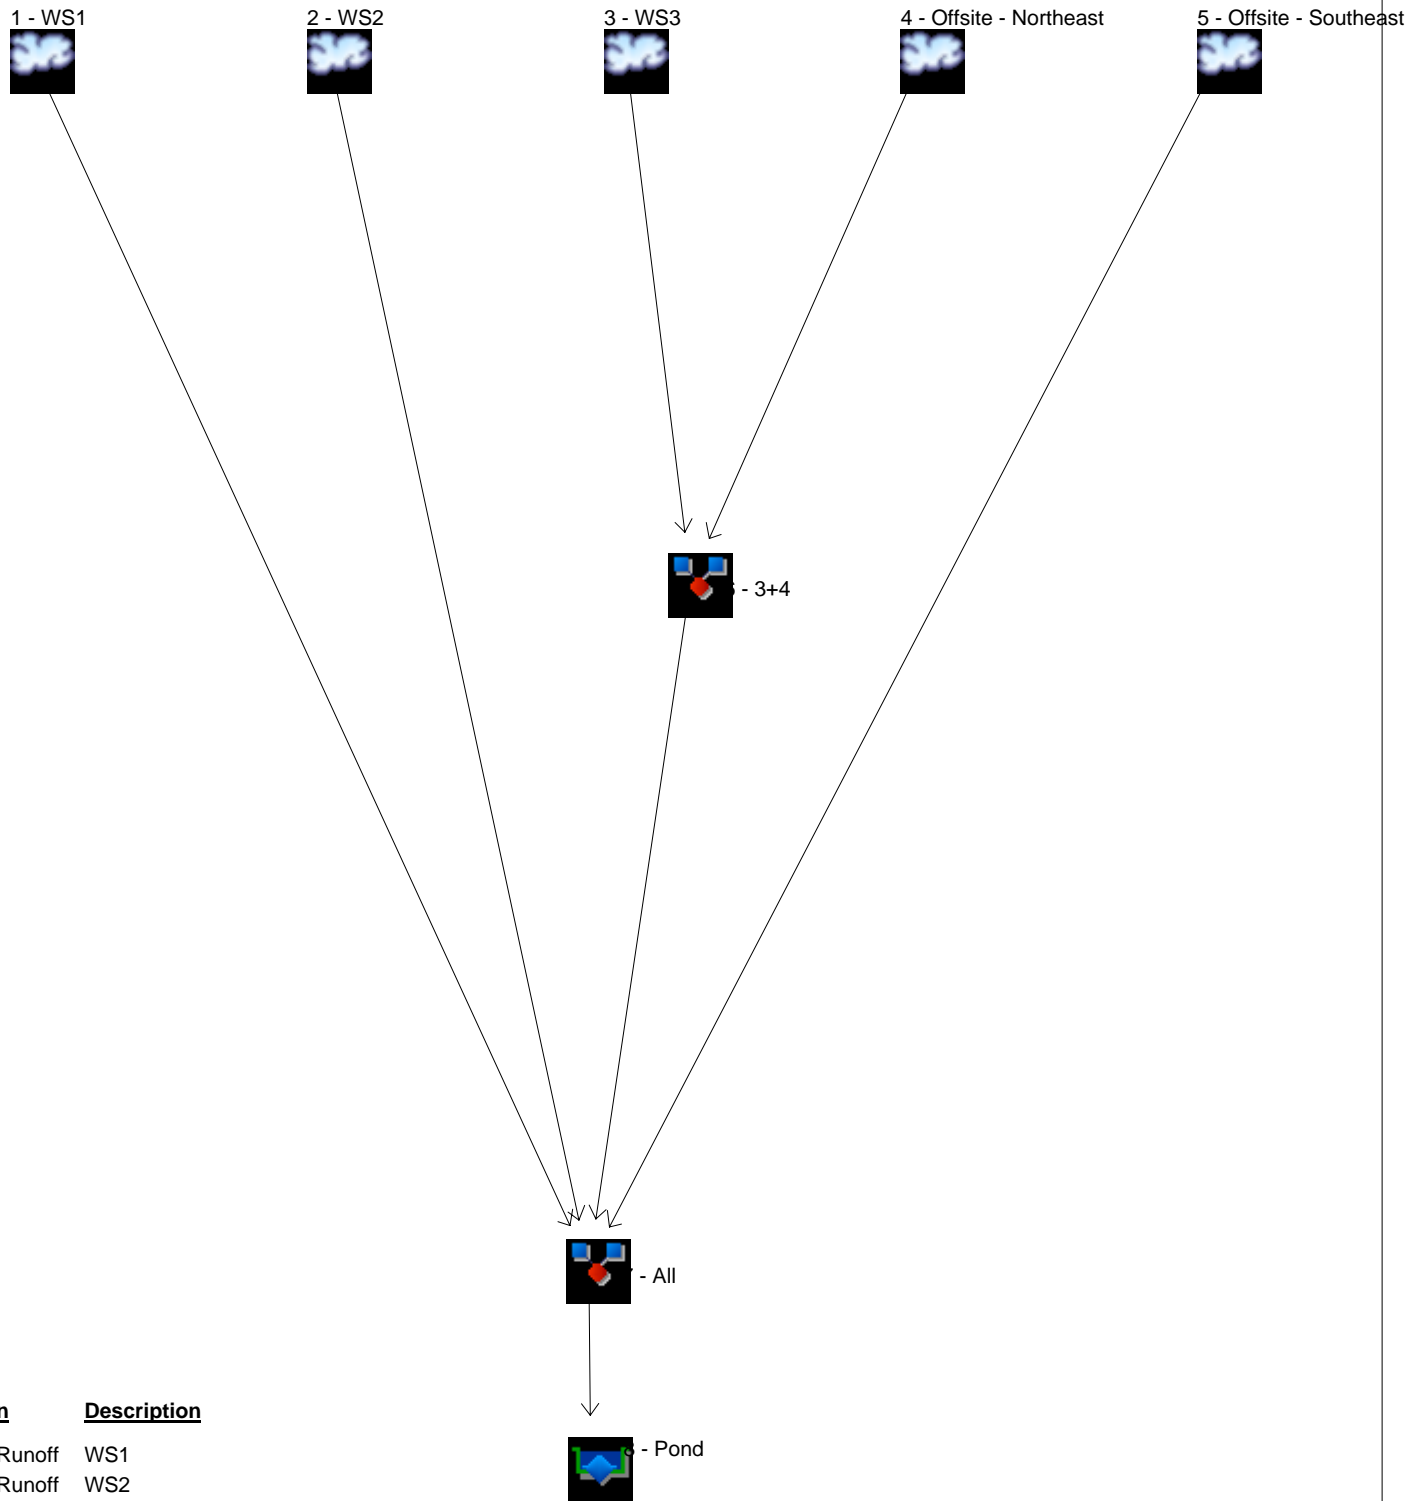 1 - WS1
2 - WS2
3 - WS3
4 - Offsite - Northeast
5 - Offsite - Southeast
- 3+4
- All
Description
Runoff WS1
- Pond
Runoff WS2